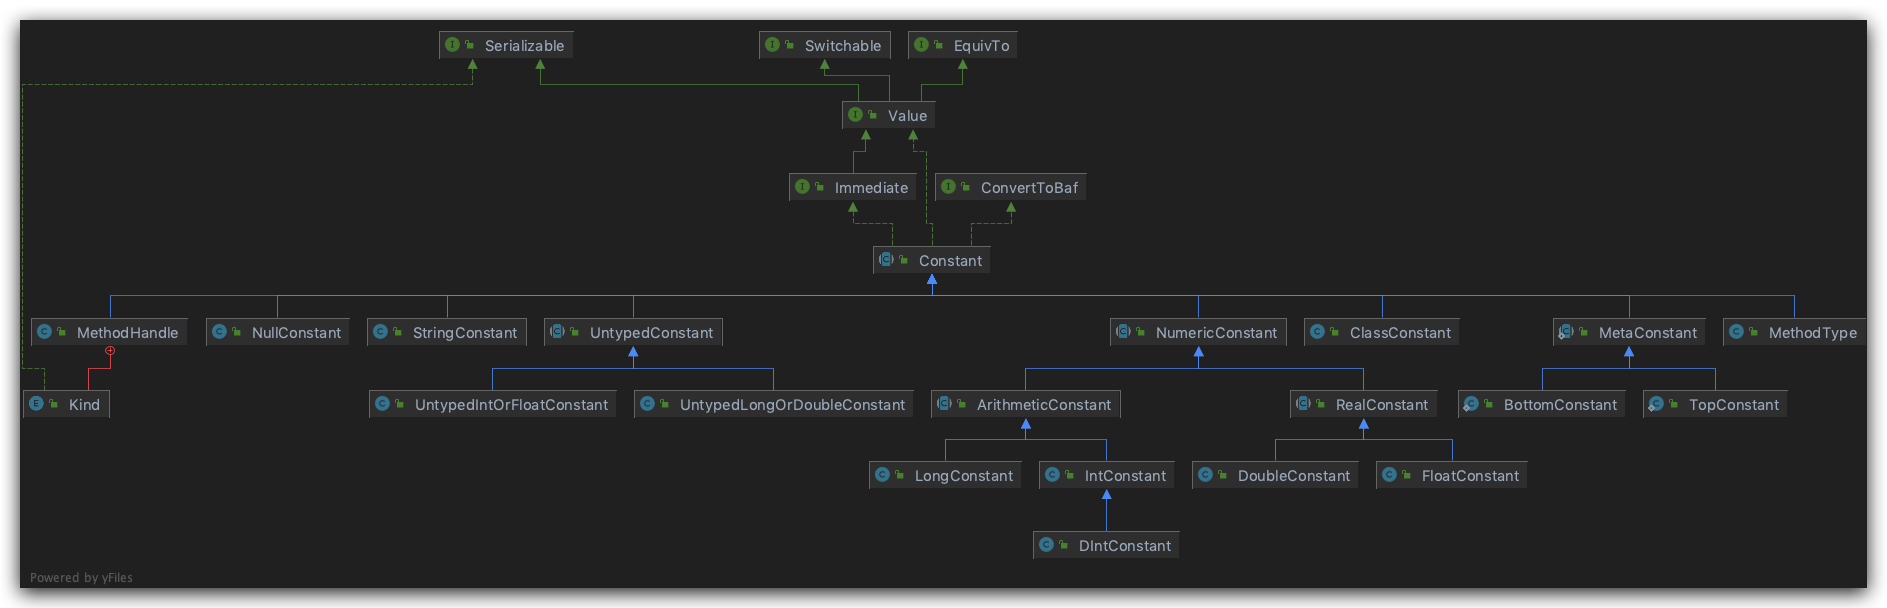 Serializable
Switchable
EquivTo
Value
Immediate
ConvertToBaf
Constant
MethodHandle
NullConstant
StringConstant
UntypedConstant
NumericConstant
ClassConstant
MetaConstant
MethodType
Kind
UntypedIntOrFloatConstant
UntypedLongOrDoubleConstant
ArithmeticConstant
RealConstant
BottomConstant
TopConstant
LongConstant
IntConstant
DoubleConstant
FloatConstant
DIntConstant
Powered by yFiles